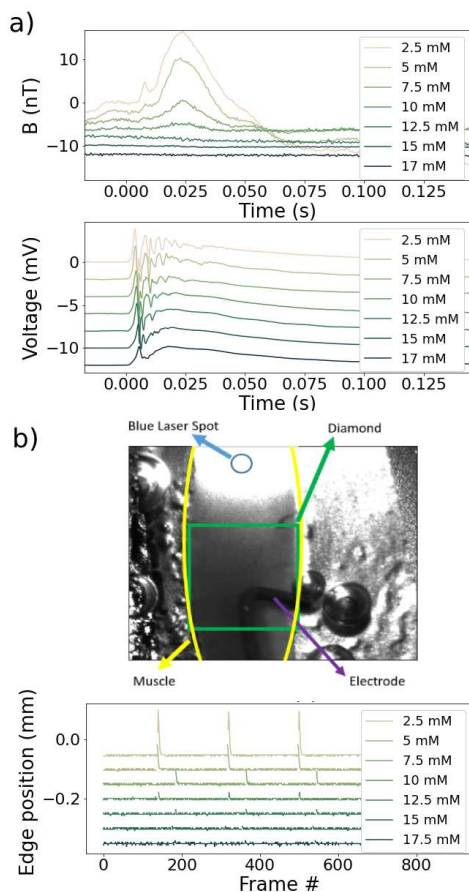 a)
10
0
−10
B (nT)
2.5 mM
5 mM
7.5 mM
10 mM
12.5 mM
15 mM
17 mM
0.000 0.025 0.050 0.075 0.100 0.125
Time (s)
0
−5
−10
Voltage (mV)
2.5 mM
5 mM
7.5 mM
10 mM
12.5 mM
15 mM
17 mM
0.000 0.025 0.050 0.075 0.100 0.125
Time (s)
b)
Blue Laser Spot
Diamond
Muscle
Electrode
0.0
−0.2
Edge position (mm)
2.5 mM
5 mM
7.5 mM
10 mM
12.5 mM
15 mM
17.5 mM
0 200 400 600 800
Frame #